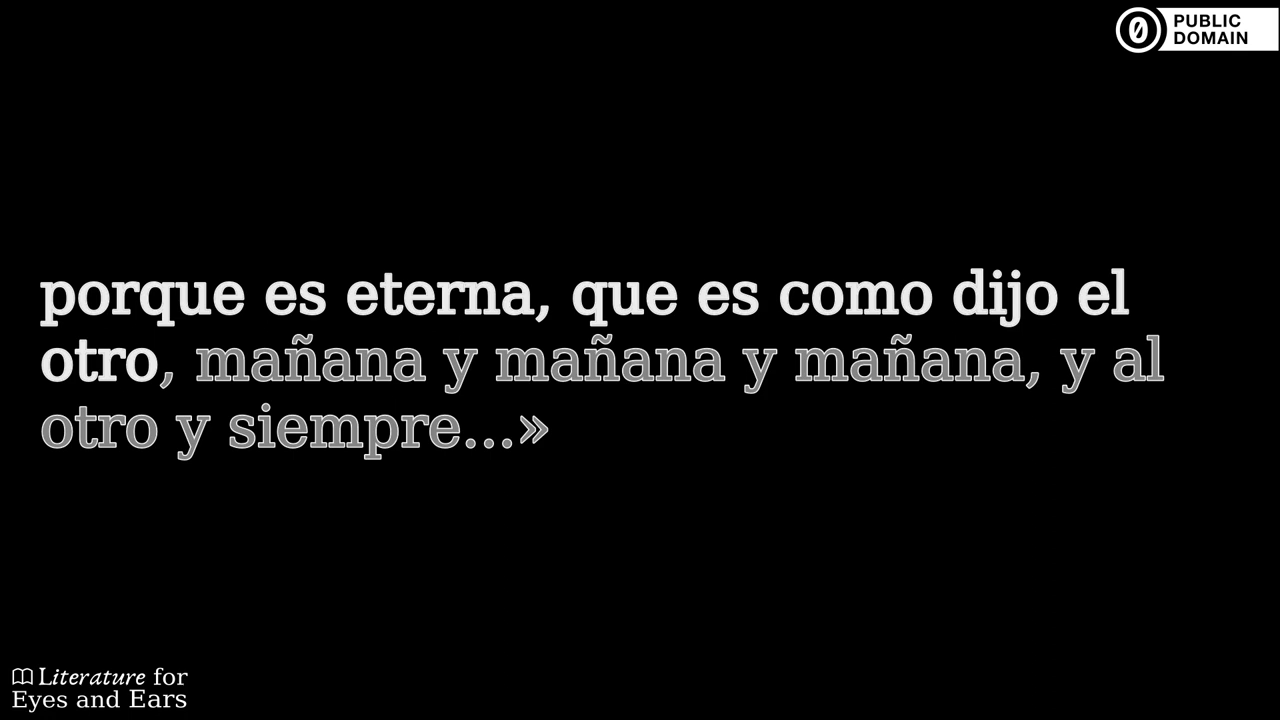 PUBLIC
DOMAIN
porque es eterna, que es como dijo el
otro, mañana y mañana y mañana, y al
otro y siempre...»
Literature for
Eyes and Ears